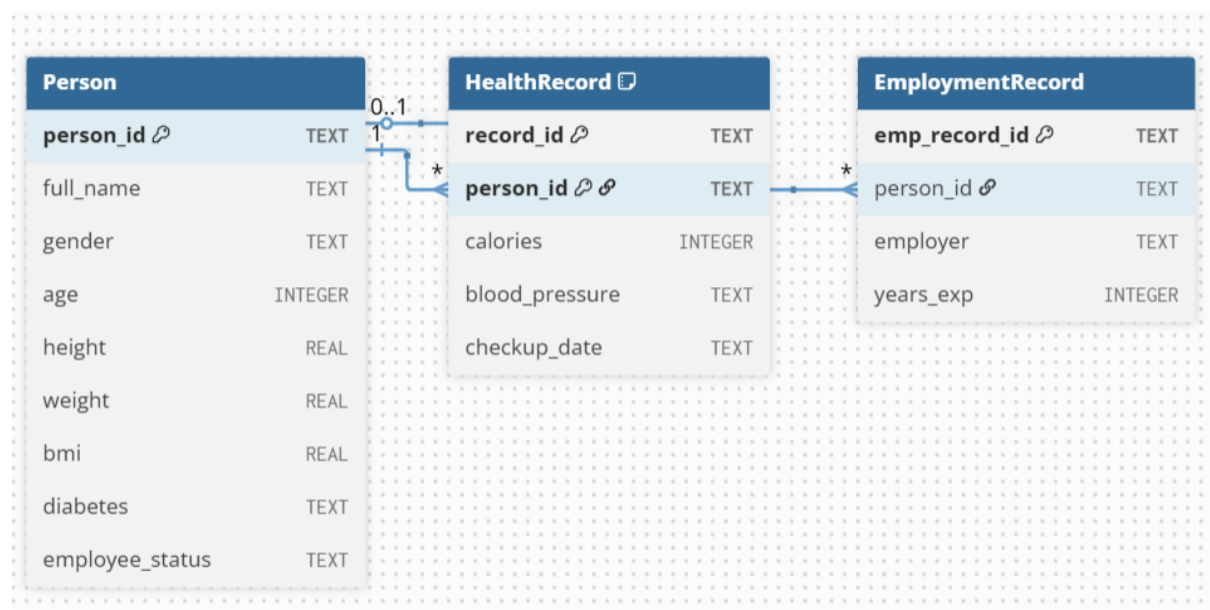 Person
person_id TEXT
full_name TEXT
gender TEXT
age INTEGER
height REAL
weight REAL
bmi REAL
diabetes TEXT
employee_status TEXT
0..1
1
*
HealthRecord
record_id TEXT
person_id TEXT
calories INTEGER
blood_pressure TEXT
checkup_date TEXT
*
EmploymentRecord
emp_record_id TEXT
person_id TEXT
employer TEXT
years_exp INTEGER